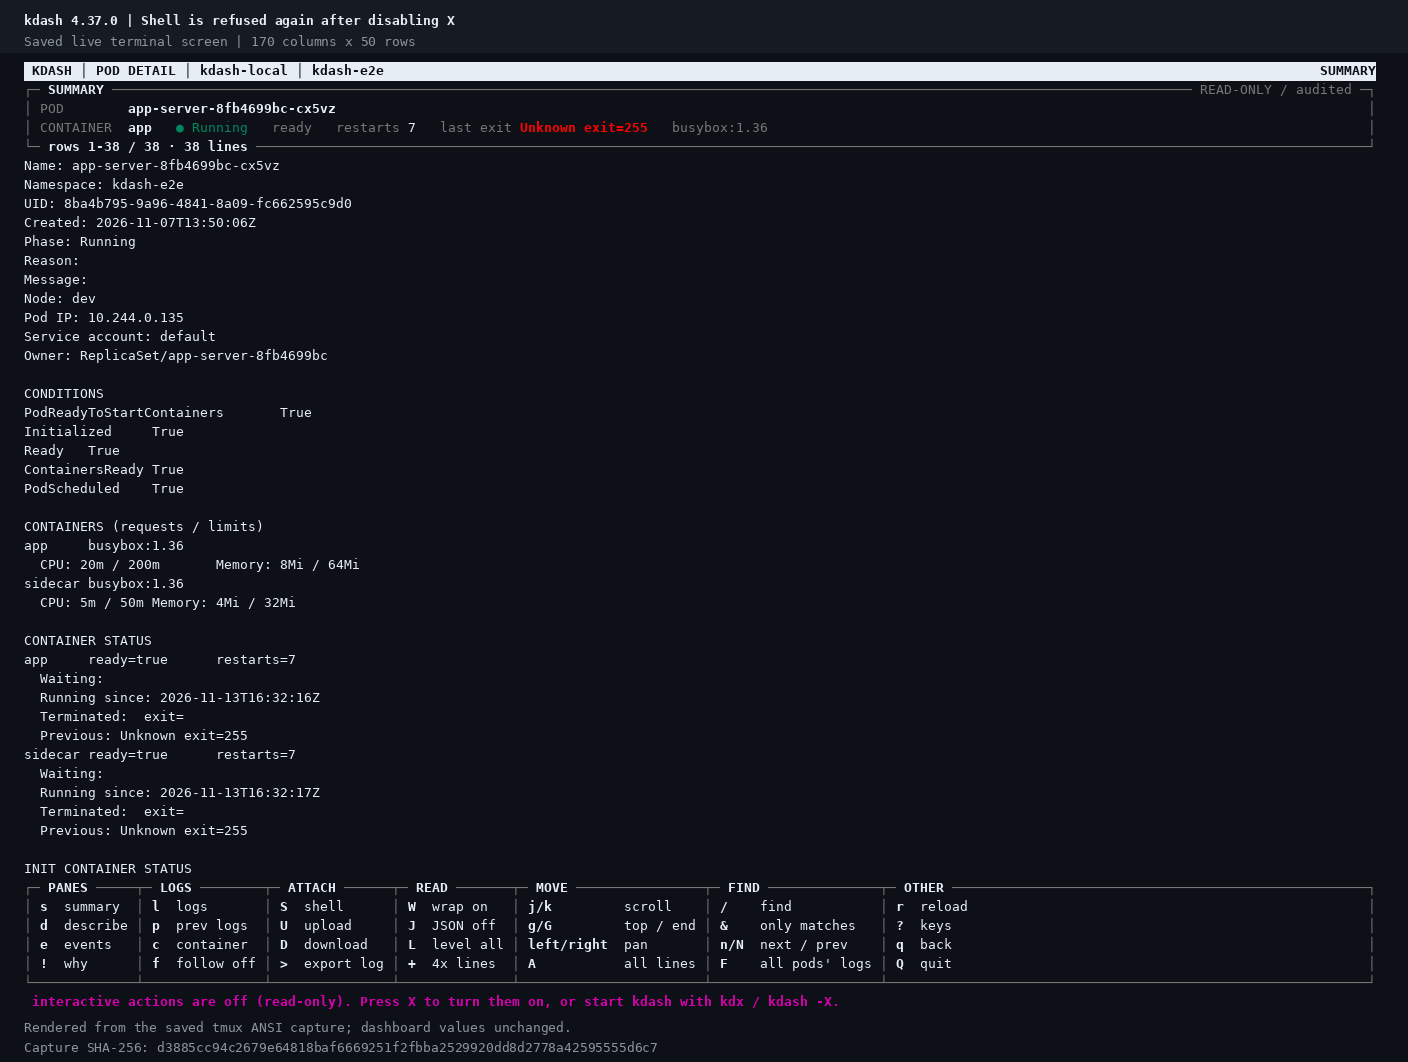 kdash 4.37.0 | Shell is refused again after disabling X
Saved live terminal screen | 170 columns x 50 rows
KDASH │ POD DETAIL │ kdash-local │ kdash-e2e SUMMARY
SUMMARY READ-ONLY / audited
POD app-server-8fb4699bc-cx5vz
CONTAINER app ● Running ready restarts 7 last exit Unknown exit=255 busybox:1.36
rows 1-38 / 38 · 38 lines
Name: app-server-8fb4699bc-cx5vz
Namespace: kdash-e2e
UID: 8ba4b795-9a96-4841-8a09-fc662595c9d0
Created: 2026-11-07T13:50:06Z
Phase: Running
Reason:
Message:
Node: dev
Pod IP: 10.244.0.135
Service account: default
Owner: ReplicaSet/app-server-8fb4699bc
CONDITIONS
PodReadyToStartContainers True
Initialized True
Ready True
ContainersReady True
PodScheduled True
CONTAINERS (requests / limits)
app busybox:1.36
CPU: 20m / 200m Memory: 8Mi / 64Mi
sidecar busybox:1.36
CPU: 5m / 50m Memory: 4Mi / 32Mi
CONTAINER STATUS
app ready=true restarts=7
Waiting:
Running since: 2026-11-13T16:32:16Z
Terminated: exit=
Previous: Unknown exit=255
sidecar ready=true restarts=7
Waiting:
Running since: 2026-11-13T16:32:17Z
Terminated: exit=
Previous: Unknown exit=255
INIT CONTAINER STATUS
PANES LOGS ATTACH READ MOVE FIND OTHER
s summary │ l logs │ S shell │ W wrap on │ j/k scroll │ / find │ r reload
d describe │ p prev logs │ U upload │ J JSON off │ g/G top / end │ & only matches │ ? keys
e events │ c container │ D download │ L level all │ left/right pan │ n/N next / prev │ q back
! why │ f follow off │ > export log │ + 4x lines │ A all lines │ F all pods' logs │ Q quit
interactive actions are off (read-only). Press X to turn them on, or start kdash with kdx / kdash -X.
Rendered from the saved tmux ANSI capture; dashboard values unchanged.
Capture SHA-256: d3885cc94c2679e64818baf6669251f2fbba2529920dd8d2778a42595555d6c7